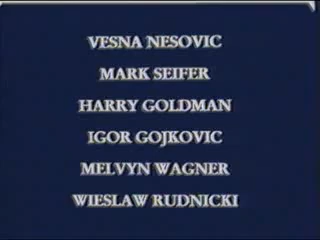 VESNA NESOVIC
MARK SEIFER
HARRY GOLDMAN
IGOR GOJKOVIC
MELVYN WAGNER
WIESLAW RUDNICKI